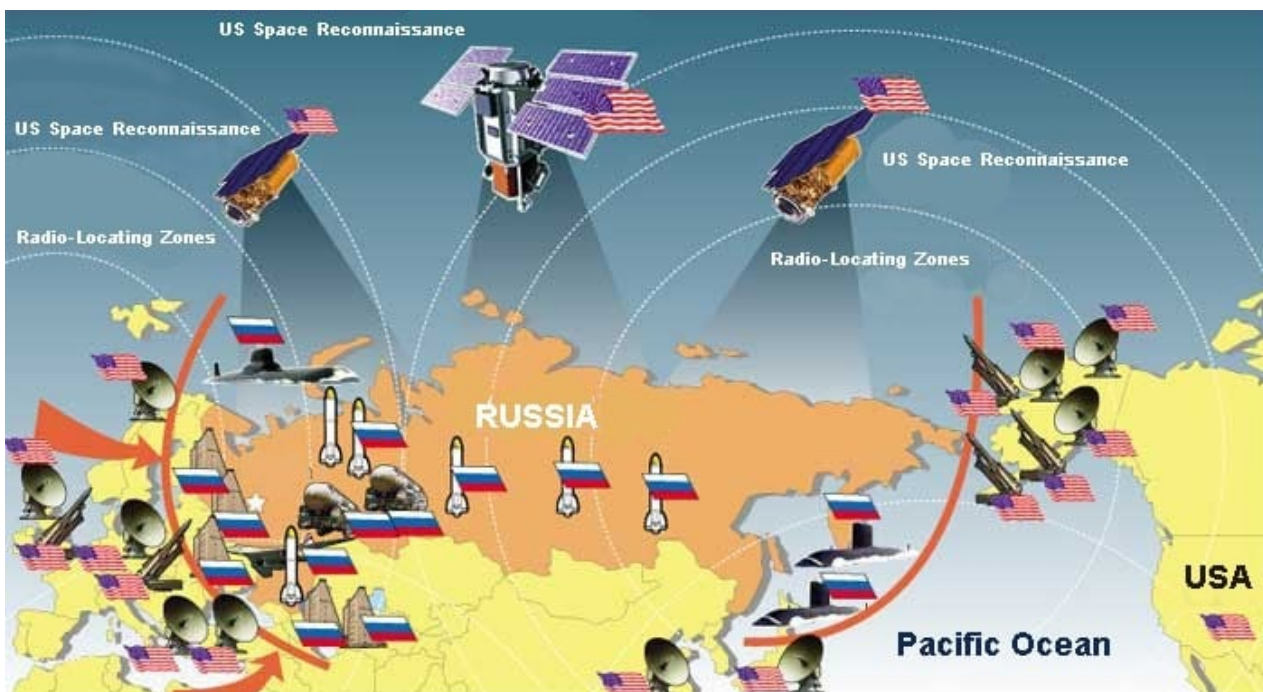 US Space Reconnaissance
US Space Reconnaissance
US Space Reconnaissance
Radio-Locating Zones
Radio-Locating Zones
RUSSIA
USA
Pacific Ocean